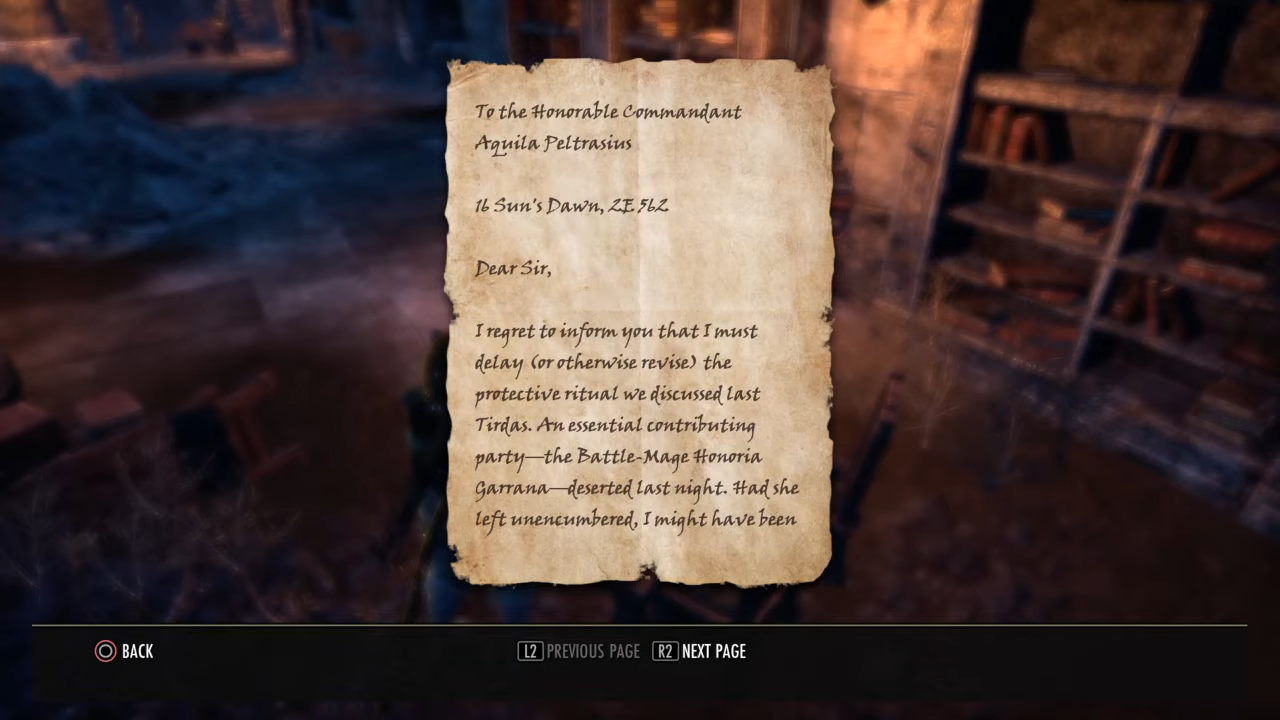 To the Honorable Commandant
Aquila Peltrasius
16 Sun's Dawn, 2E 562
Dear Sir,
I regret to inform you that I must
delay (or otherwise revise) the
protective ritual we discussed last
Tirdas. An essential contributing
party—the Battle-Mage Honoria
Garrana—deserted last night. Had she
left unencumbered, I might have been
BACK
L2 PREVIOUS PAGE R2 NEXT PAGE